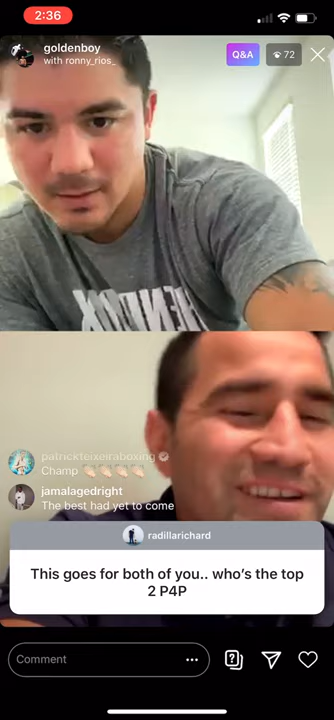 2:36
goldenboy
with ronny_rios_
Q&A
72
patrickteixeiraboxing
Champ 👏🏻👏🏻👏🏻👏🏻
jamalagedright
The best had yet to come
radillarichard
This goes for both of you.. who's the top
2 P4P
Comment